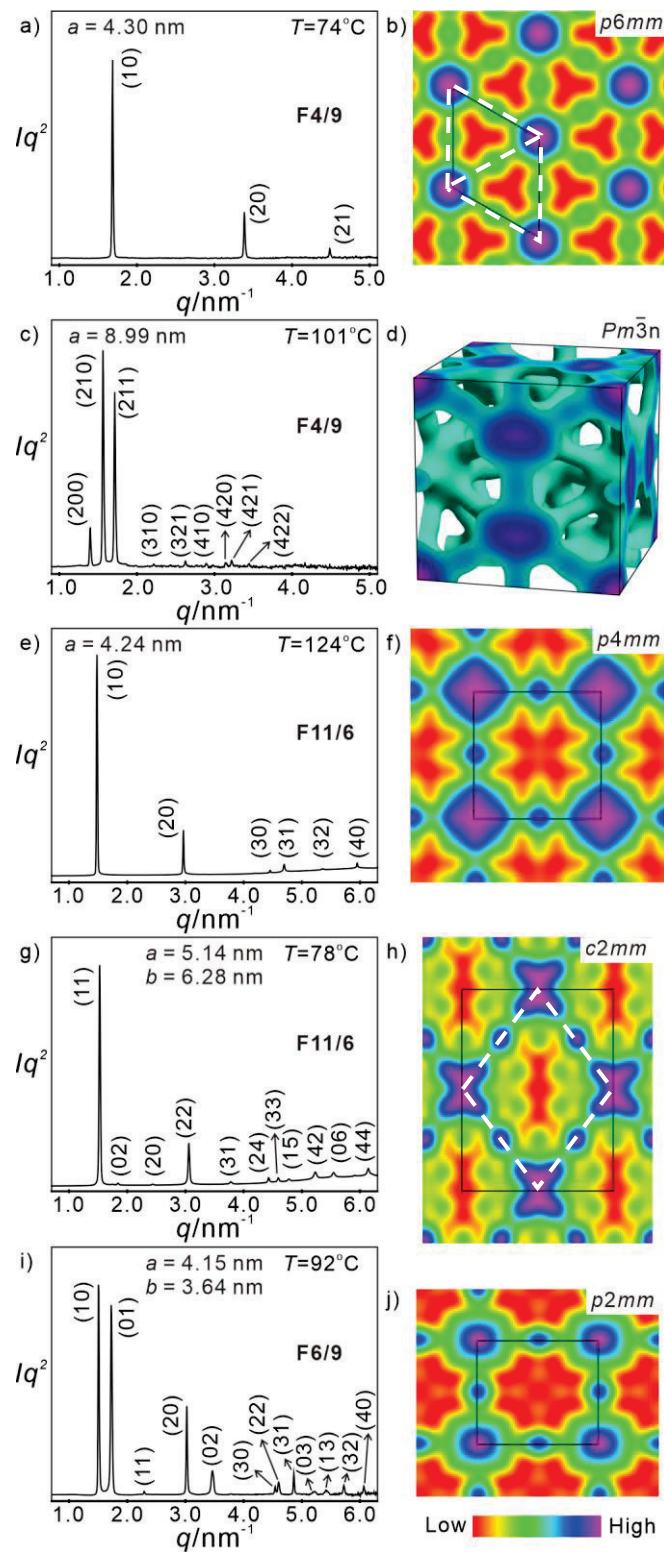 a) a = 4.30 nm T=74°C
(10)
F4/9
Iq²
(20)
(21)
1.0 2.0 3.0 4.0 5.0
q/nm⁻¹
b) p6mm
c) a = 8.99 nm T=101°C
(210)
(211)
F4/9
Iq²
(200)
(310)
(321)
(410)
(420)
(421)
(422)
1.0 2.0 3.0 4.0 5.0
q/nm⁻¹
d) Pm3̄n
e) a = 4.24 nm T=124°C
(10)
F11/6
Iq²
(20)
(30)
(31)
(32)
(40)
1.0 2.0 3.0 4.0 5.0 6.0
q/nm⁻¹
f) p4mm
g) a = 5.14 nm T=78°C
b = 6.28 nm
(11)
F11/6
Iq²
(02)
(20)
(22)
(31)
(24)
(33)
(15)
(42)
(06)
(44)
1.0 2.0 3.0 4.0 5.0 6.0
q/nm⁻¹
h) c2mm
i) a = 4.15 nm T=92°C
b = 3.64 nm
(10)
(01)
F6/9
Iq²
(11)
(20)
(02)
(30)
(22)
(31)
(03)
(13)
(32)
(40)
1.0 2.0 3.0 4.0 5.0 6.0
q/nm⁻¹
j) p2mm
Low High